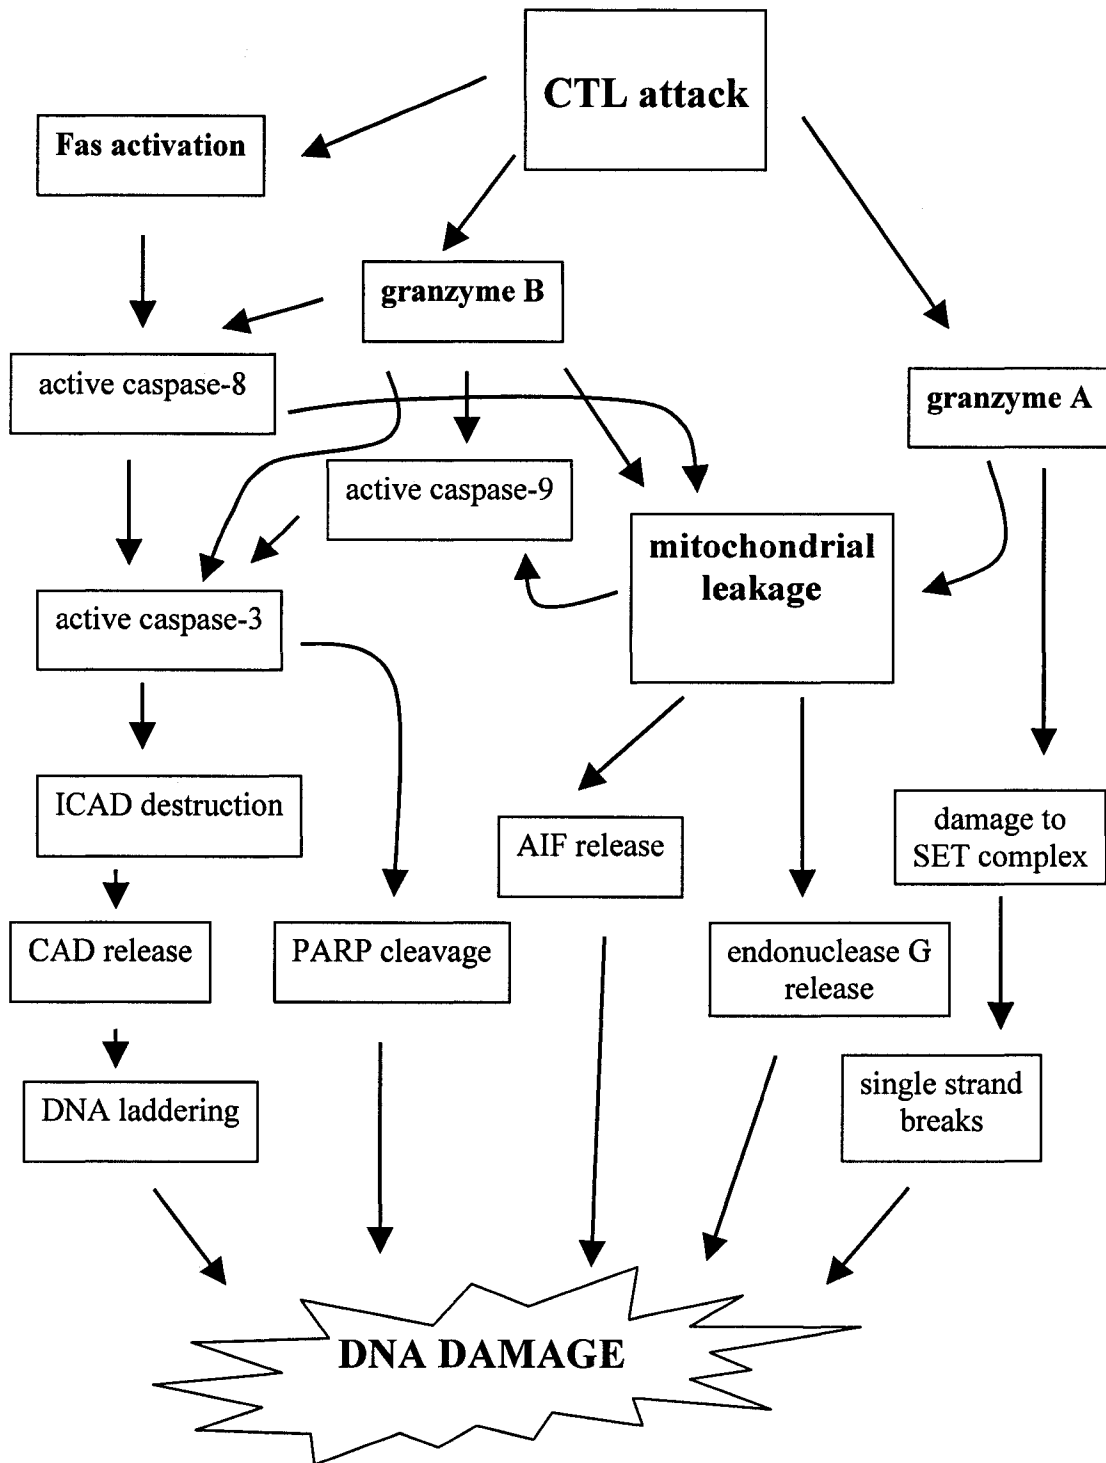 CTL attack
Fas activation
granzyme B
active caspase-8
granzyme A
active caspase-9
mitochondrial
leakage
active caspase-3
ICAD destruction
AIF release
damage to
SET complex
CAD release
PARP cleavage
endonuclease G
release
DNA laddering
single strand
breaks
DNA DAMAGE